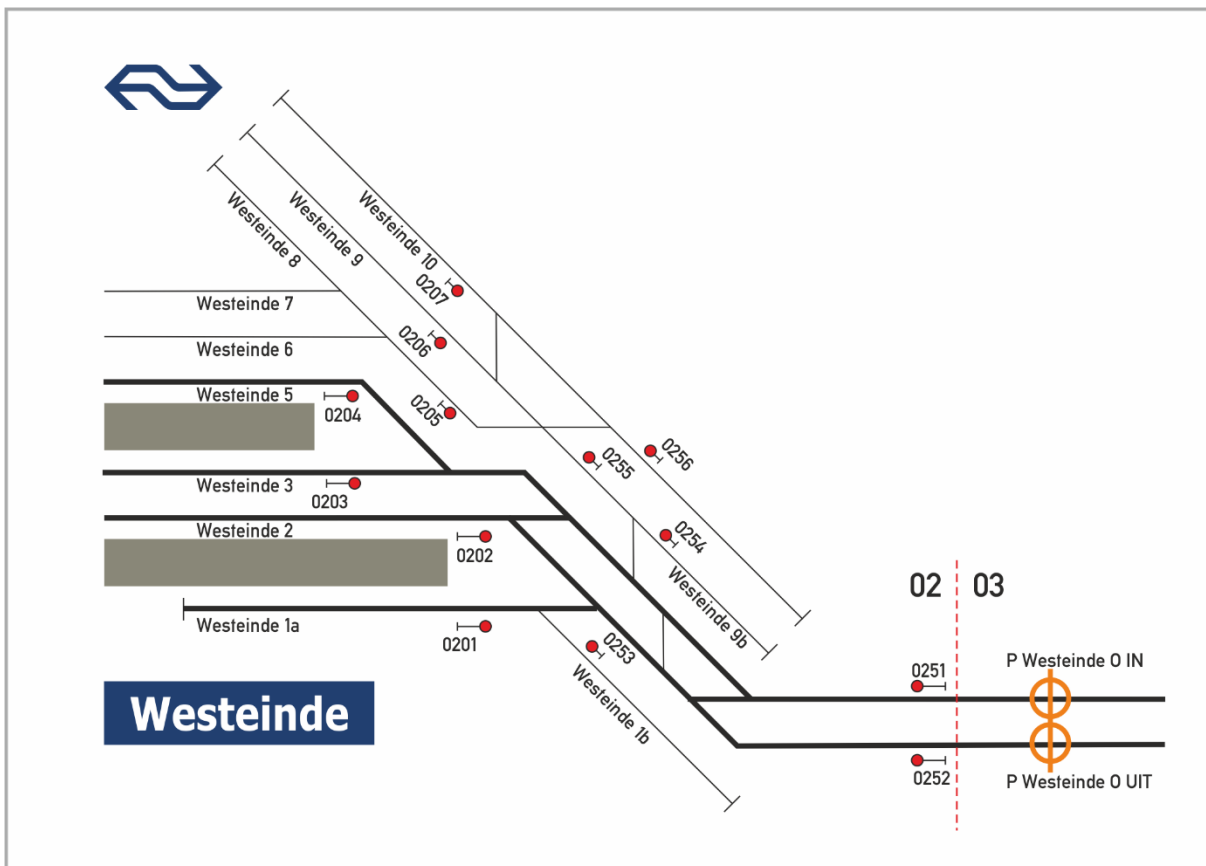 Westeinde 10
Westeinde 9
Westeinde 8
0207
Westeinde 7
0206
Westeinde 6
Westeinde 5
0204
0205
0255
0256
Westeinde 3
0203
Westeinde 2
0202
0254
02
03
Westeinde 9b
Westeinde 1a
0201
0253
Westeinde 1b
0251
P Westeinde O IN
Westeinde
0252
P Westeinde O UIT